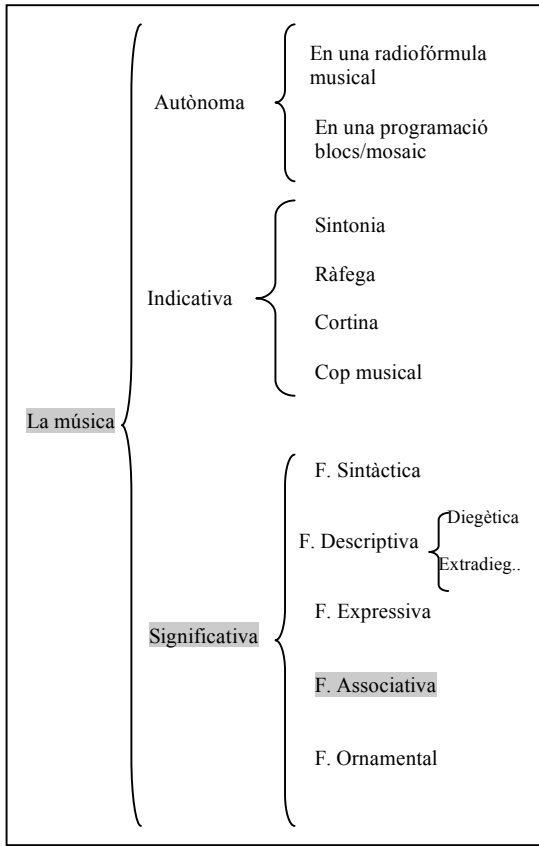 La música
Autònoma
En una radiofórmula
musical
En una programació
blocs/mosaic
Indicativa
Sintonia
Ràfega
Cortina
Cop musical
Significativa
F. Sintàctica
F. Descriptiva
Diegètica
Extradieg..
F. Expressiva
F. Associativa
F. Ornamental